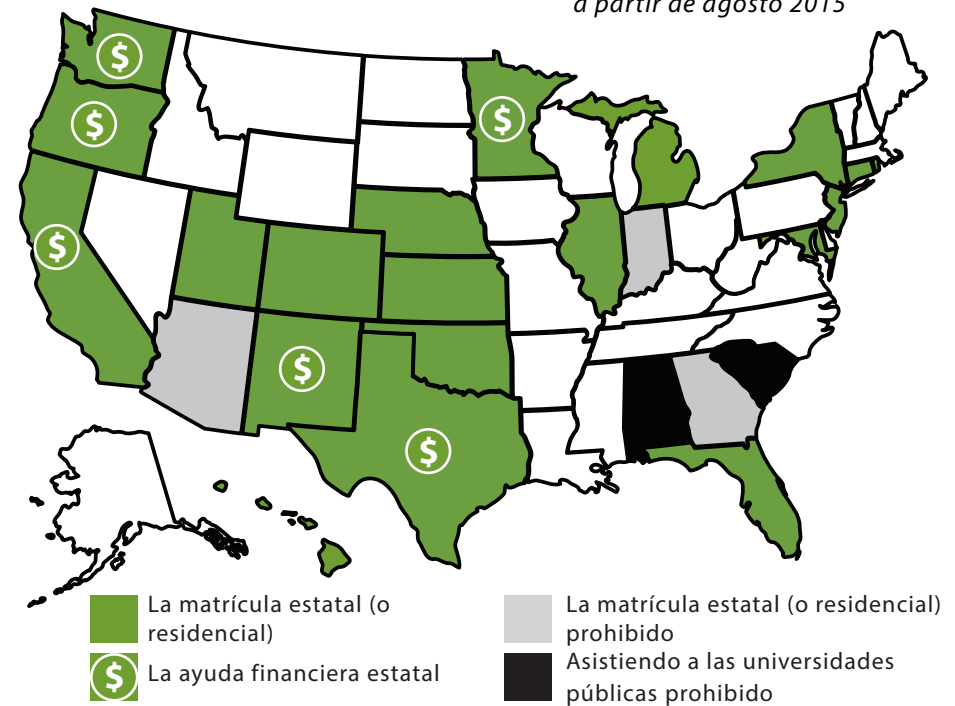 a partir de agosto 2015
$
$
$
$
$
$
La matrícula estatal (o
residencial)
$
La ayuda financiera estatal
La matrícula estatal (o residencial)
prohibido
Asistiendo a las universidades
públicas prohibido